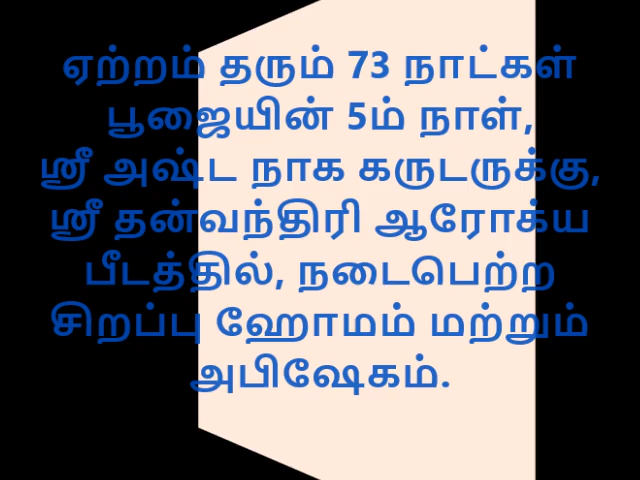 ஏற்றம் தரும் 73 நாட்கள்
பூஜையின் 5ம் நாள்,
ஸ்ரீ அஷ்ட நாக கருடருக்கு,
ஸ்ரீ தன்வந்திரி ஆரோக்ய
பீடத்தில், நடைபெற்ற
சிறப்பு ஹோமம் மற்றும்
அபிஷேகம்.